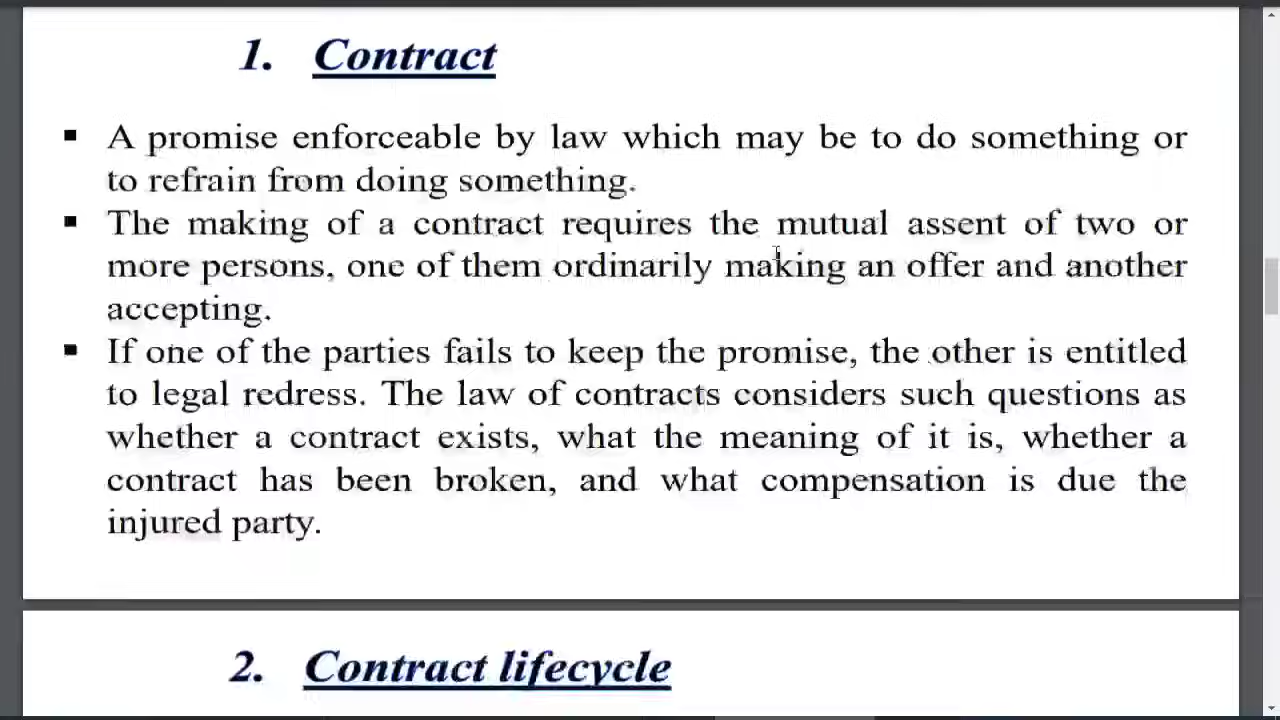 1. Contract
▪ A promise enforceable by law which may be to do something or
to refrain from doing something.
▪ The making of a contract requires the mutual assent of two or
more persons, one of them ordinarily making an offer and another
accepting.
▪ If one of the parties fails to keep the promise, the other is entitled
to legal redress. The law of contracts considers such questions as
whether a contract exists, what the meaning of it is, whether a
contract has been broken, and what compensation is due the
injured party.
2. Contract lifecycle